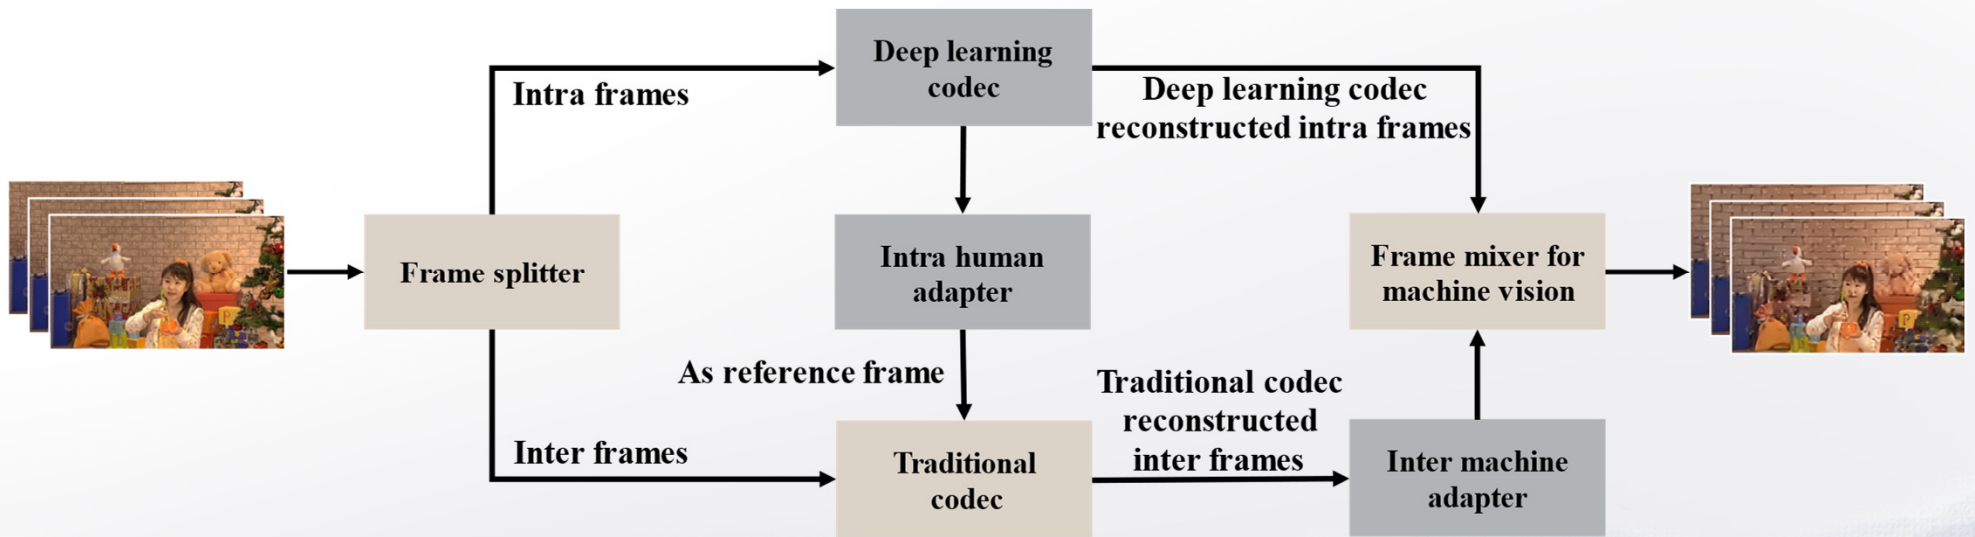 Deep learning
codec
Intra frames
Deep learning codec
reconstructed intra frames
Frame splitter
Intra human
adapter
Frame mixer for
machine vision
As reference frame
Traditional codec
reconstructed
inter frames
Inter frames
Traditional
codec
Inter machine
adapter